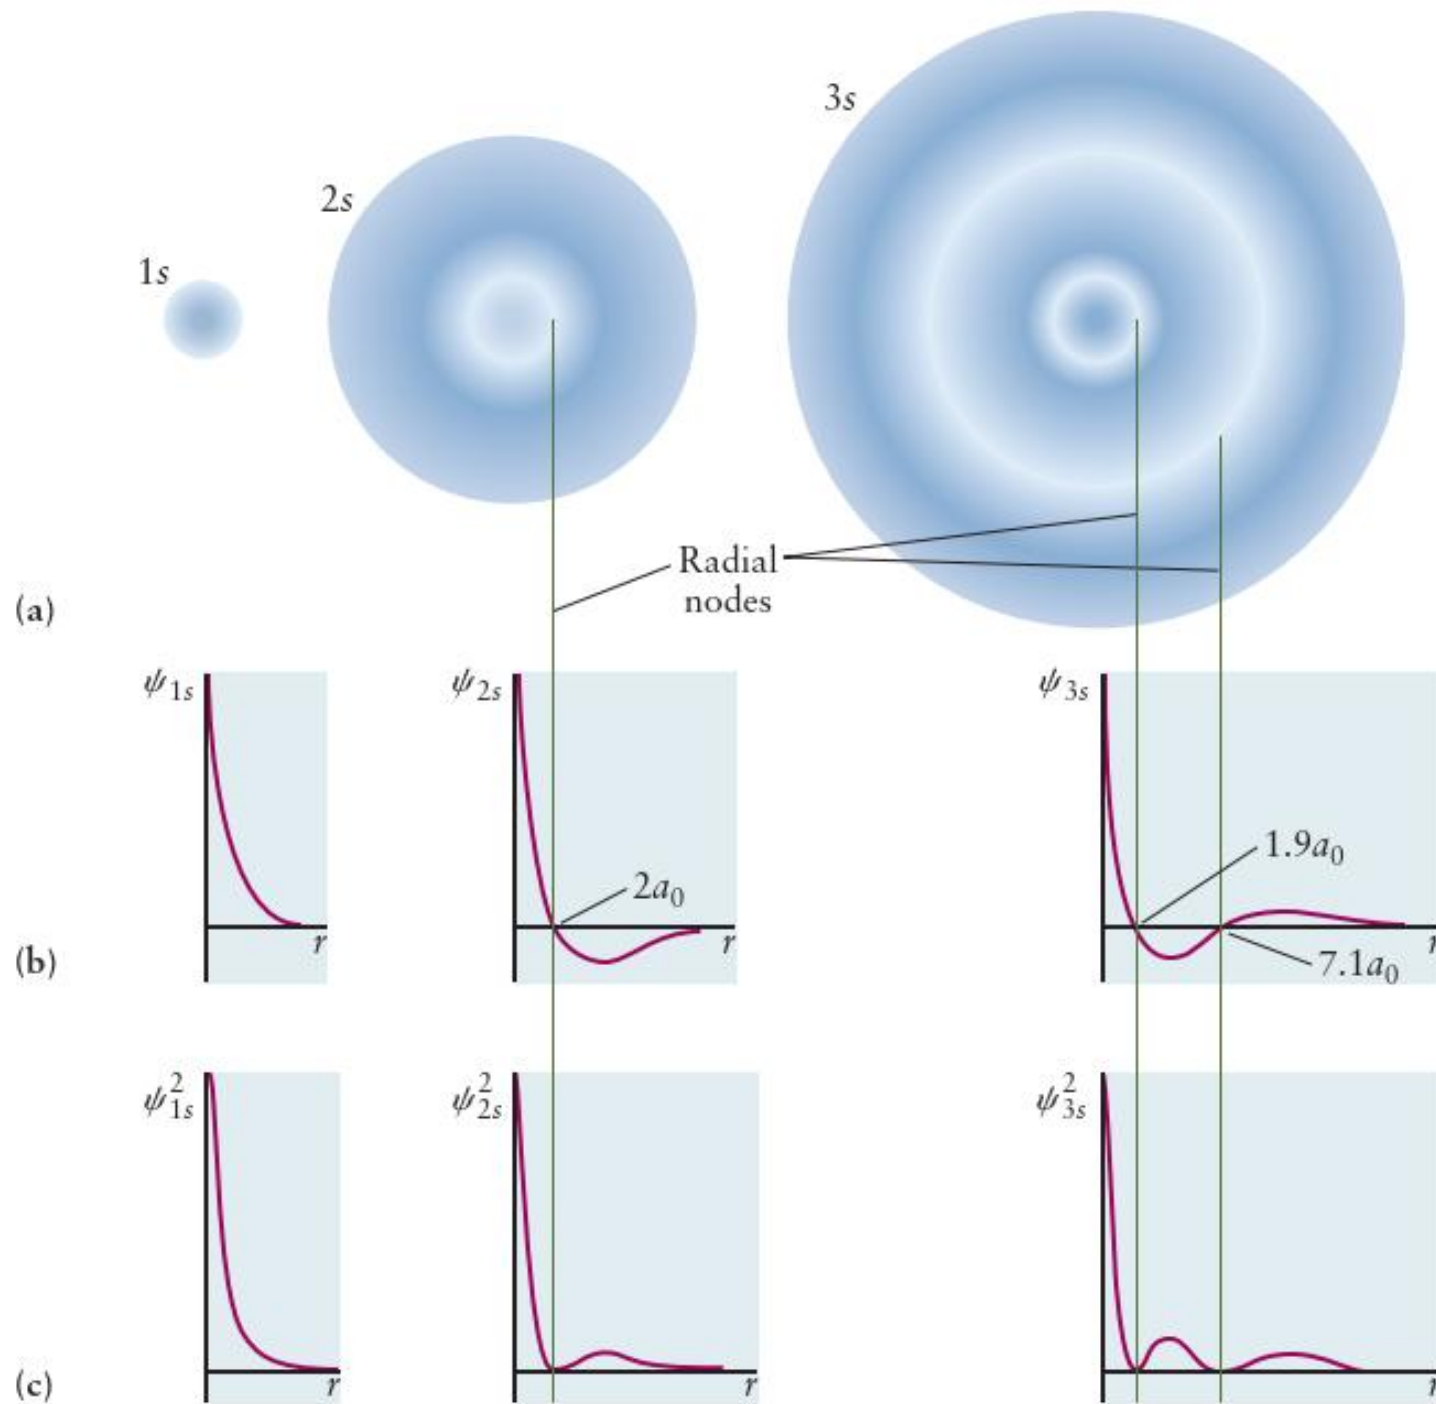 3s
2s
1s
Radial
nodes
(a)
ψ1s
ψ2s
ψ3s
1.9a0
2a0
r
r
r
7.1a0
(b)
ψ²1s
ψ²2s
ψ²3s
r
r
r
(c)